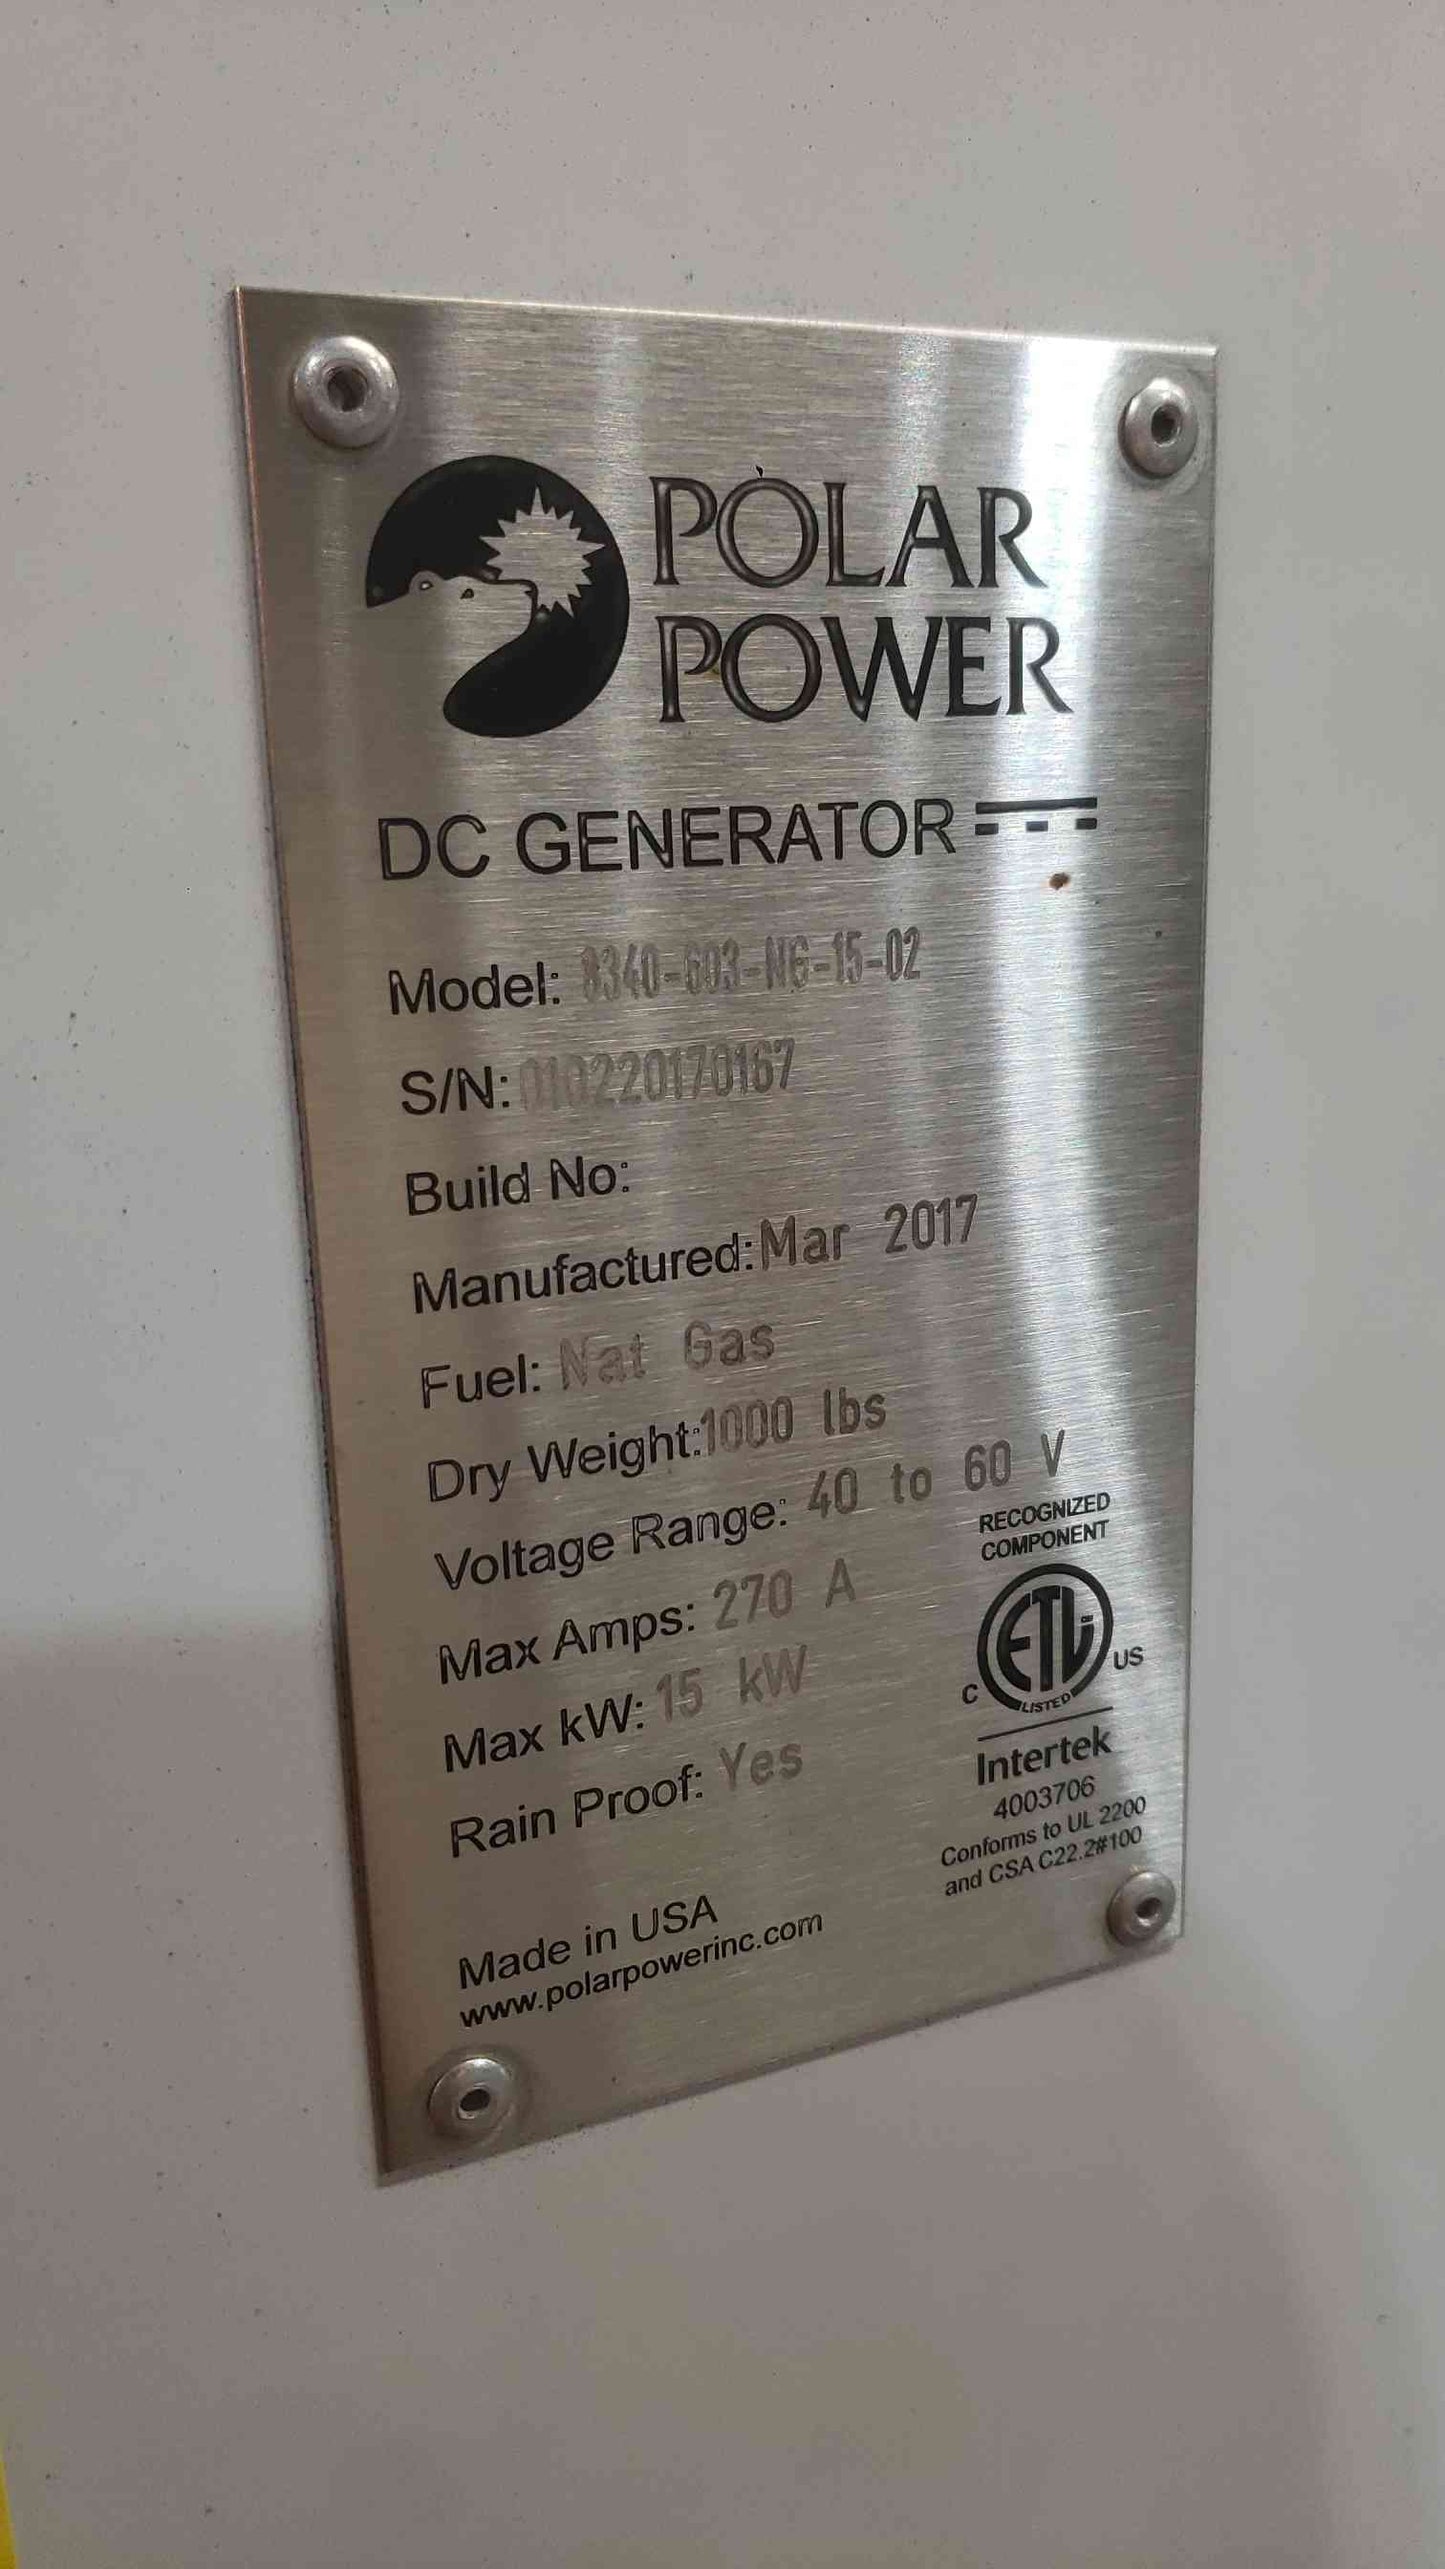 POLAR
POWER
DC GENERATOR
Model: 8340-603-NG-15-02
S/N: 010220170167
Build No:
Manufactured: Mar 2017
Fuel: Nat Gas
Dry Weight: 1000 lbs
Voltage Range: 40 to 60 V
Max Amps: 270 A
Max kW: 15 kW
Rain Proof: Yes
RECOGNIZED
COMPONENT
ETL
C US
LISTED
Intertek
4003706
Conforms to UL 2200
and CSA C22.2#100
Made in USA
www.polarpowerinc.com